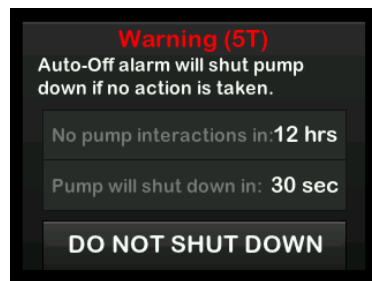 Warning (5T)
Auto-Off alarm will shut pump
down if no action is taken.
No pump interactions in:12 hrs
Pump will shut down in: 30 sec
DO NOT SHUT DOWN